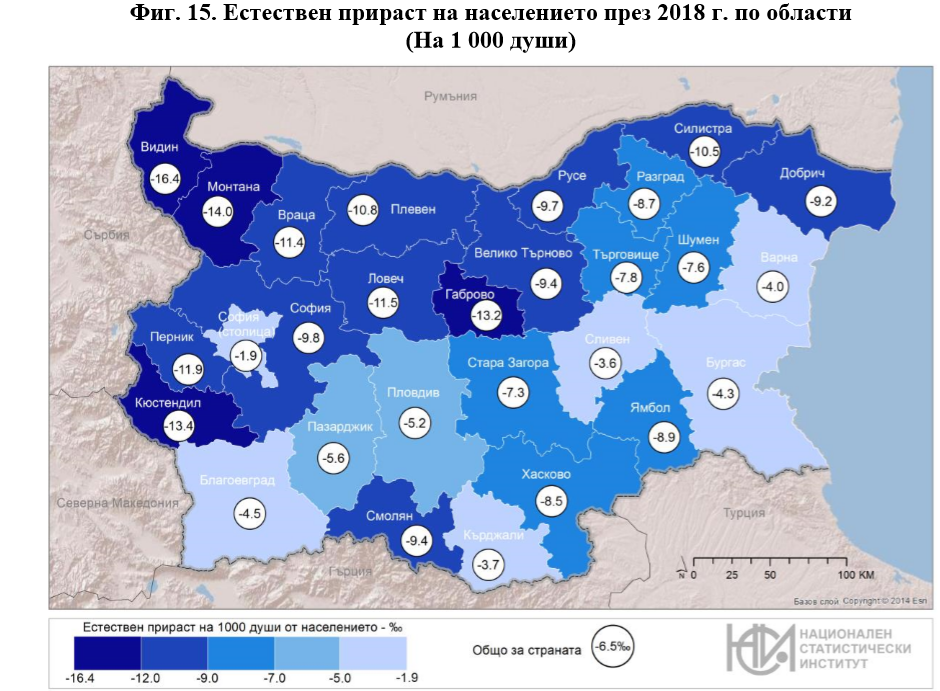 Фиг. 15. Естествен прираст на населението през 2018 г. по области
(На 1 000 души)
Румъния
Силистра
-10.5
Видин
-16.4
Монтана
-14.0
Русе
-9.7
Разград
-8.7
Добрич
-9.2
Враца
-11.4
-10.8 Плевен
Сърбия
Велико Търново
-9.4
Търговище
-7.8
Шумен
-7.6
Варна
-4.0
Ловеч
-11.5
Габрово
-13.2
София
(столица)
-1.9
София
-9.8
Перник
-11.9
Сливен
-3.6
Стара Загора
-7.3
Бургас
-4.3
Кюстендил
-13.4
Пловдив
-5.2
Ямбол
-8.9
Пазарджик
-5.6
Благоевград
-4.5
Хасково
-8.5
Северна Македония
Смолян
-9.4
Кърджали
-3.7
Турция
Гърция
N 0 25 50 100 КМ
Базов слой Copyright © 2014 Esri
Естествен прираст на 1000 души от населението - ‰
-16.4 -12.0 -9.0 -7.0 -5.0 -1.9
Общо за страната -6.5‰
НСИ
НАЦИОНАЛЕН
СТАТИСТИЧЕСКИ
ИНСТИТУТ